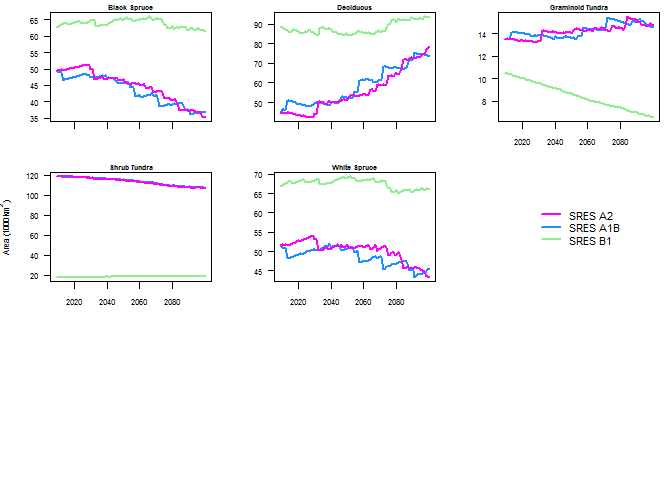 Black Spruce
Deciduous
Graminoid Tundra
65
60
55
50
45
40
35
90
80
70
60
50
14
12
10
8
2020 2040 2060 2080
Shrub Tundra
White Spruce
Area (1000km²)
120
100
80
60
40
20
2020 2040 2060 2080
70
65
60
55
50
45
2020 2040 2060 2080
SRES A2
SRES A1B
SRES B1